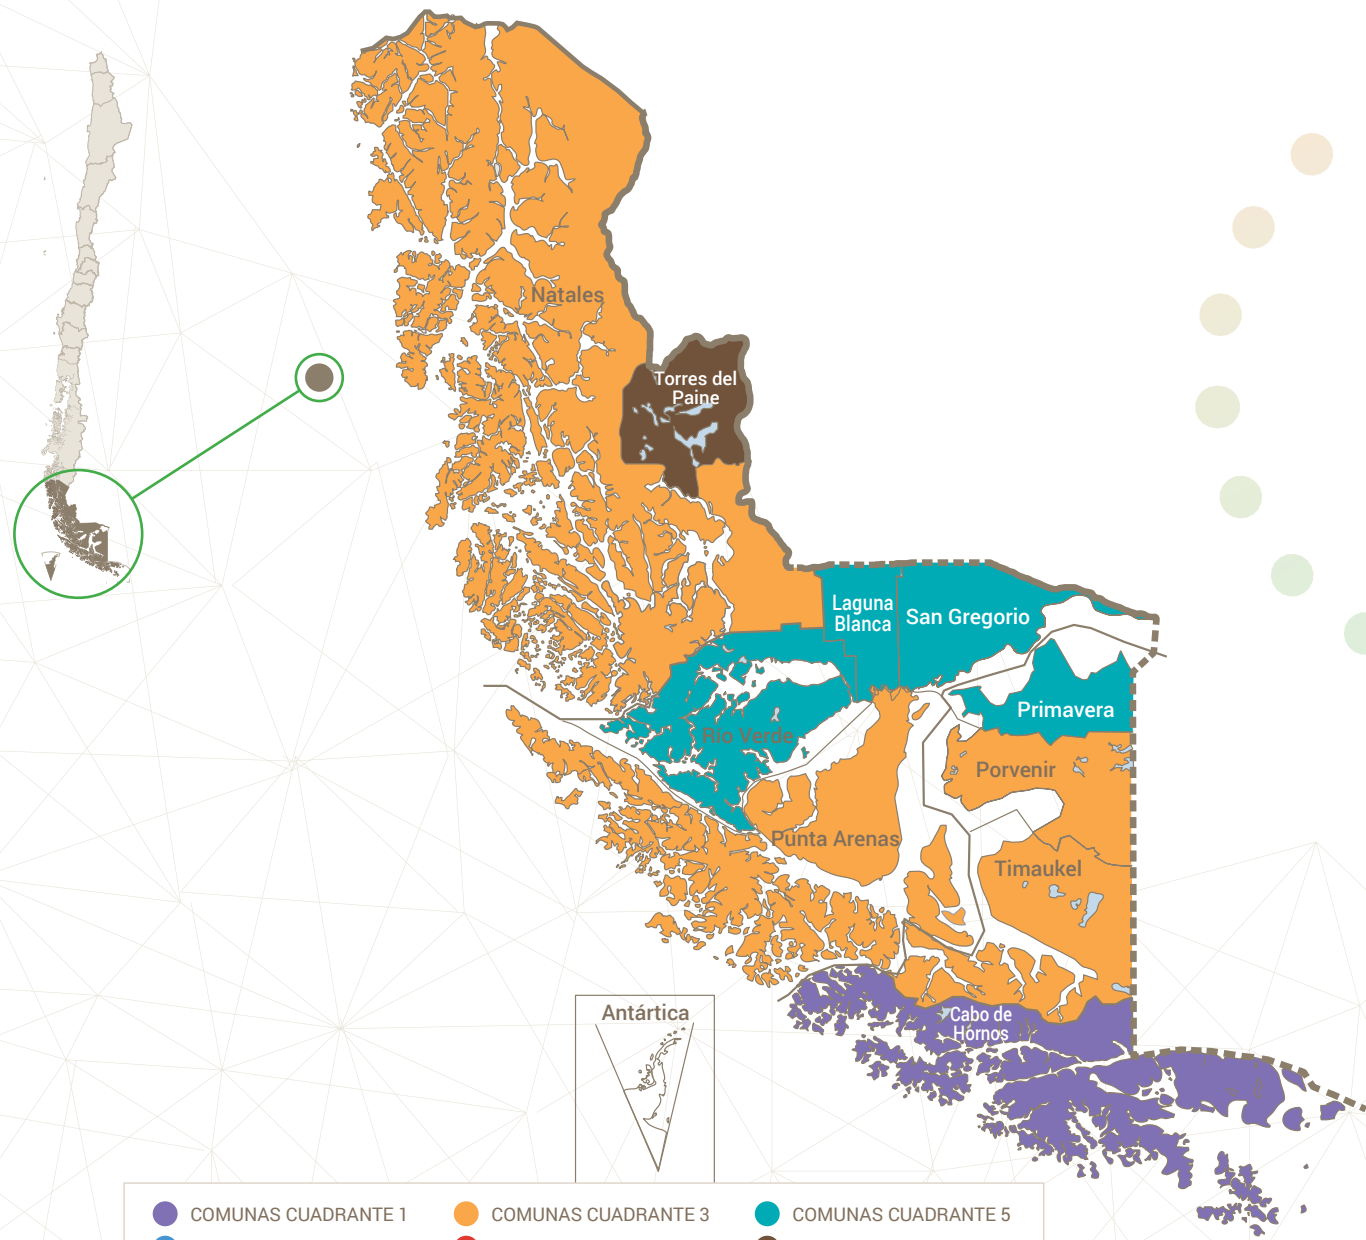 Natales
Torres del
Paine
Laguna
Blanca
San Gregorio
Primavera
Río Verde
Porvenir
Punta Arenas
Timaukel
Cabo de
Hornos
Antártica
COMUNAS CUADRANTE 1
COMUNAS CUADRANTE 3
COMUNAS CUADRANTE 5